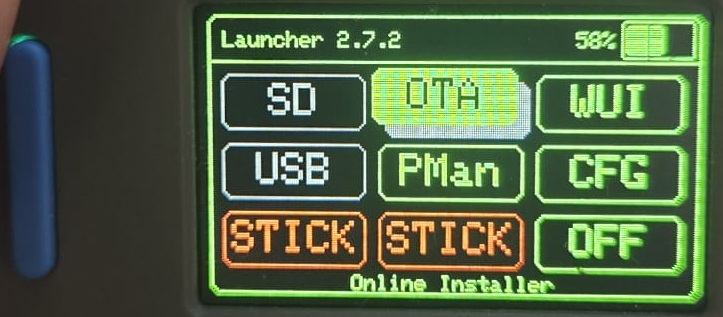 Launcher 2.7.2 58%
SD OTA WUI
USB PMan CFG
STICK STICK OFF
Online Installer